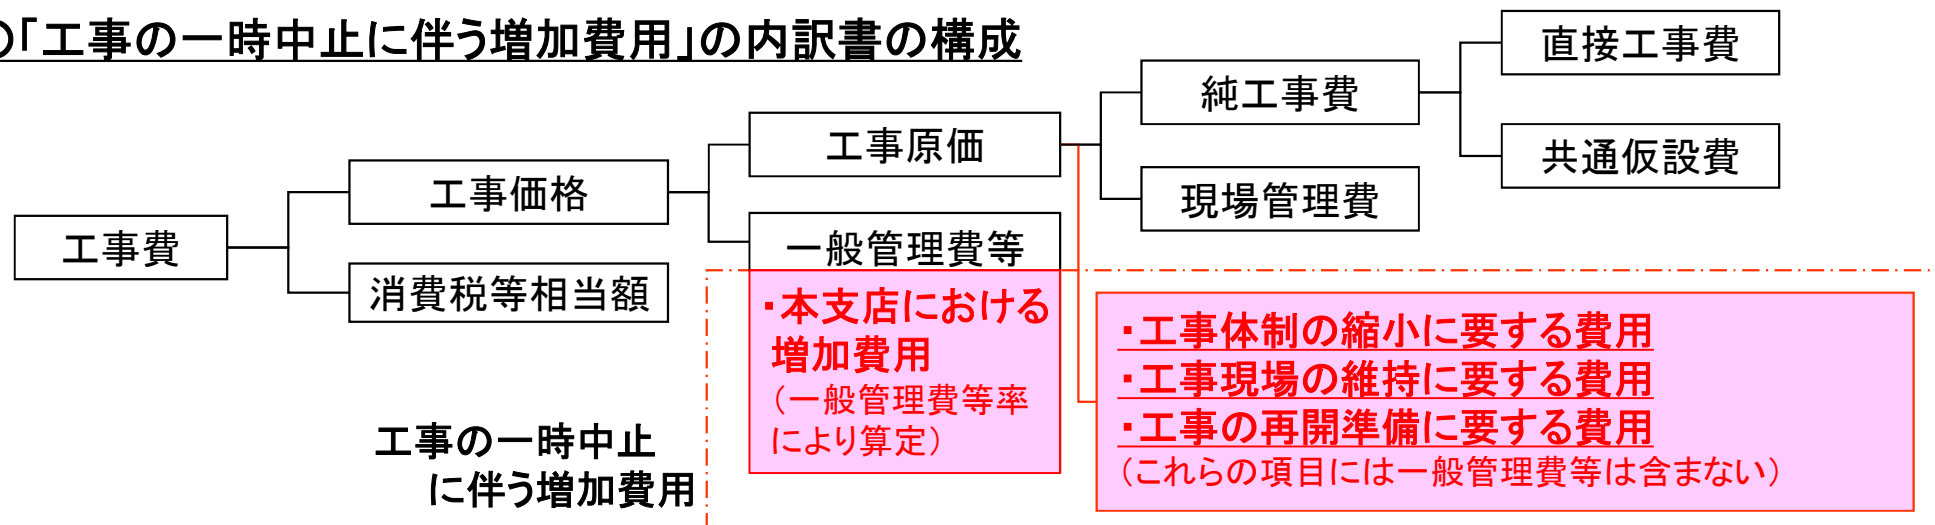 の「工事の一時中止に伴う増加費用」の内訳書の構成
直接工事費
純工事費
共通仮設費
工事原価
現場管理費
工事価格
一般管理費等
工事費
消費税等相当額
・本支店における
増加費用
（一般管理費等率
により算定）
・工事体制の縮小に要する費用
・工事現場の維持に要する費用
・工事の再開準備に要する費用
（これらの項目には一般管理費等は含まない）
工事の一時中止
に伴う増加費用